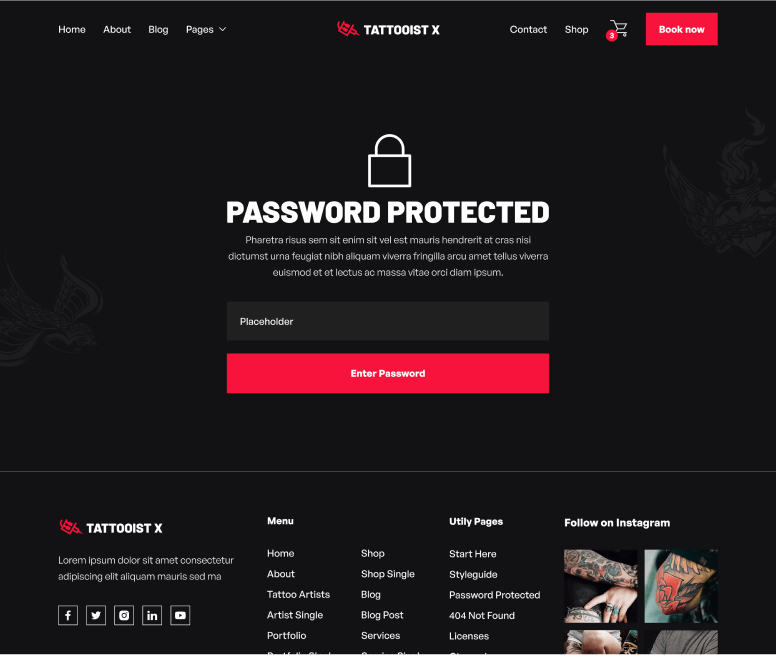 Home About Blog Pages TATTOOIST X Contact Shop 3 Book now
PASSWORD PROTECTED
Pharetra risus sem sit enim sit vel est mauris hendrerit at cras nisl
dictumst urna feugiat nibh aliquam viverra fringilla arcu amet tellus viverra
euismod et et lectus ac massa vitae orci diam ipsum.
Placeholder
Enter Password
TATTOOIST X
Lorem ipsum dolor sit amet consectetur
adipiscing elit aliquam mauris sed ma
Menu
Home
About
Tattoo Artists
Artist Single
Portfolio
Shop
Shop Single
Blog
Blog Post
Services
Utily Pages
Start Here
Styleguide
Password Protected
404 Not Found
Licenses
Follow on Instagram